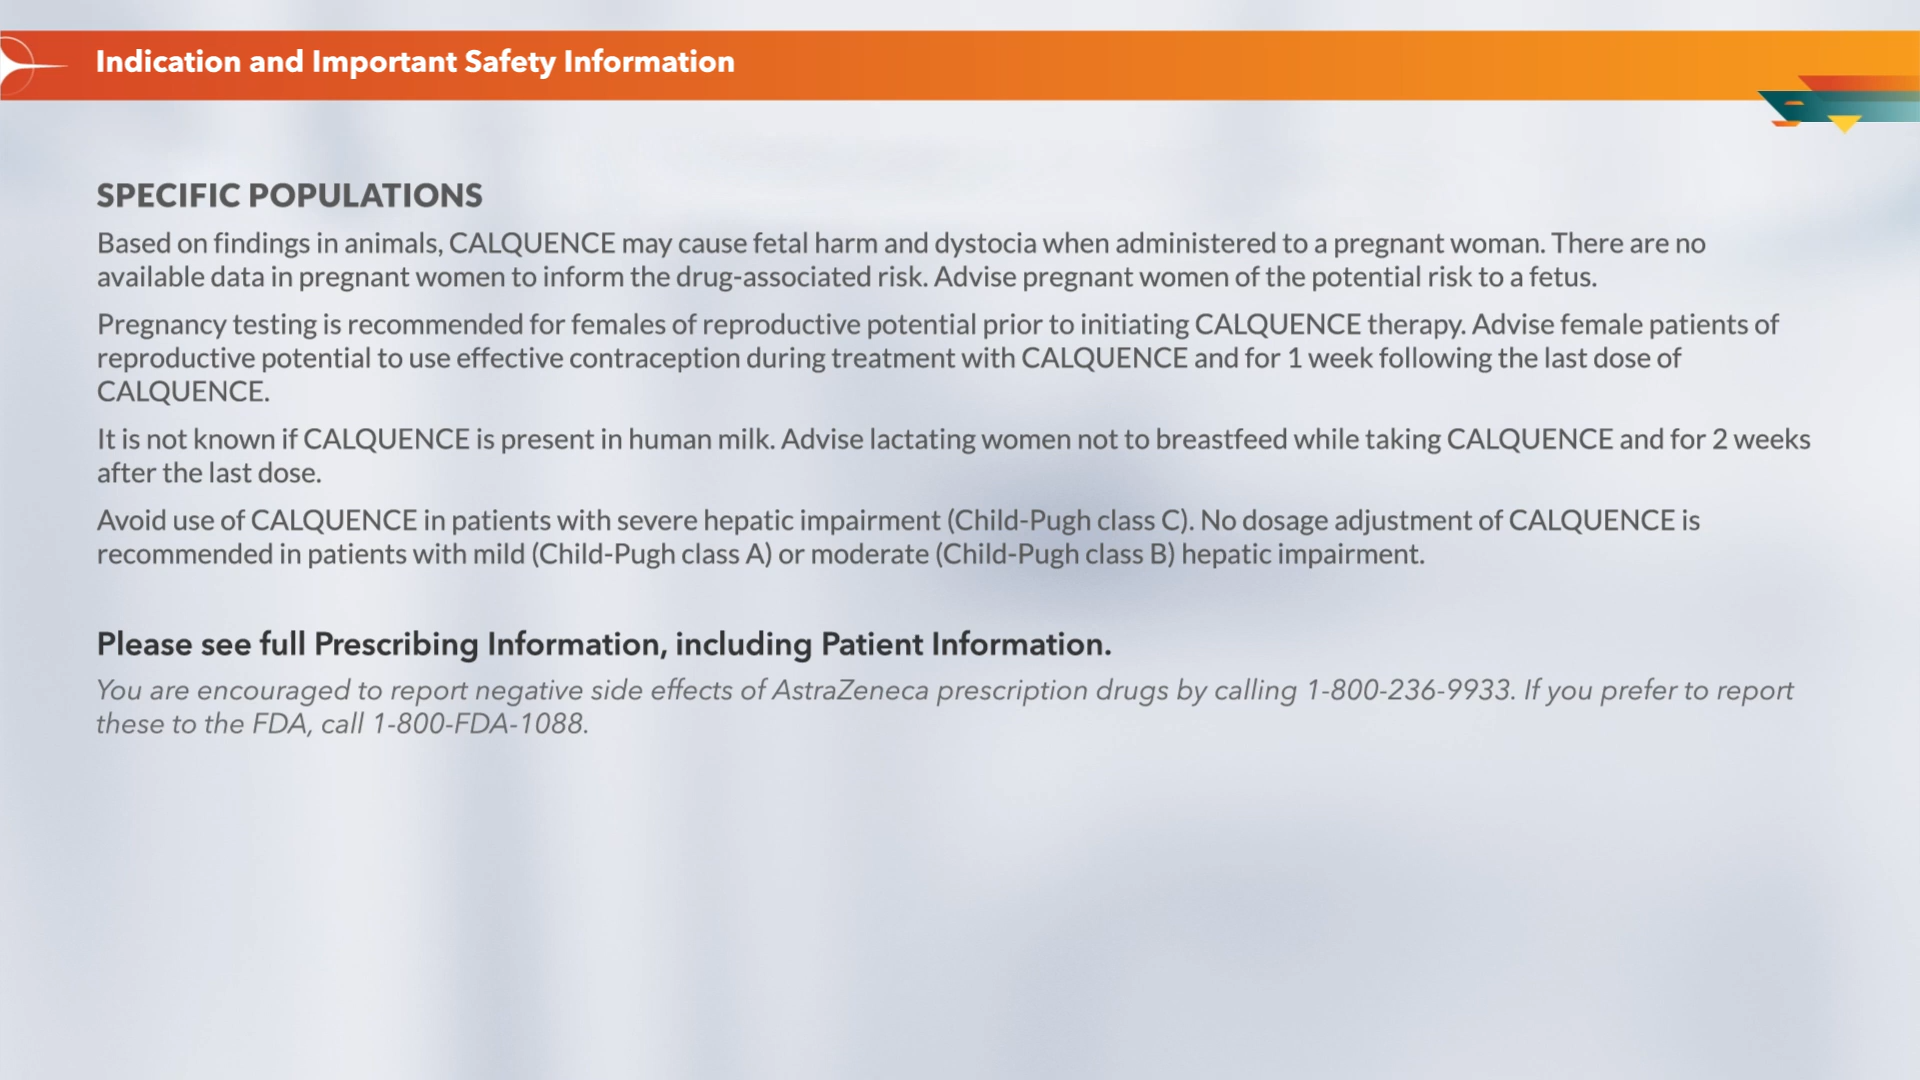 Indication and Important Safety Information
SPECIFIC POPULATIONS
Based on findings in animals, CALQUENCE may cause fetal harm and dystocia when administered to a pregnant woman. There are no
available data in pregnant women to inform the drug-associated risk. Advise pregnant women of the potential risk to a fetus.
Pregnancy testing is recommended for females of reproductive potential prior to initiating CALQUENCE therapy. Advise female patients of
reproductive potential to use effective contraception during treatment with CALQUENCE and for 1 week following the last dose of
CALQUENCE.
It is not known if CALQUENCE is present in human milk. Advise lactating women not to breastfeed while taking CALQUENCE and for 2 weeks
after the last dose.
Avoid use of CALQUENCE in patients with severe hepatic impairment (Child-Pugh class C). No dosage adjustment of CALQUENCE is
recommended in patients with mild (Child-Pugh class A) or moderate (Child-Pugh class B) hepatic impairment.
Please see full Prescribing Information, including Patient Information.
You are encouraged to report negative side effects of AstraZeneca prescription drugs by calling 1-800-236-9933. If you prefer to report
these to the FDA, call 1-800-FDA-1088.